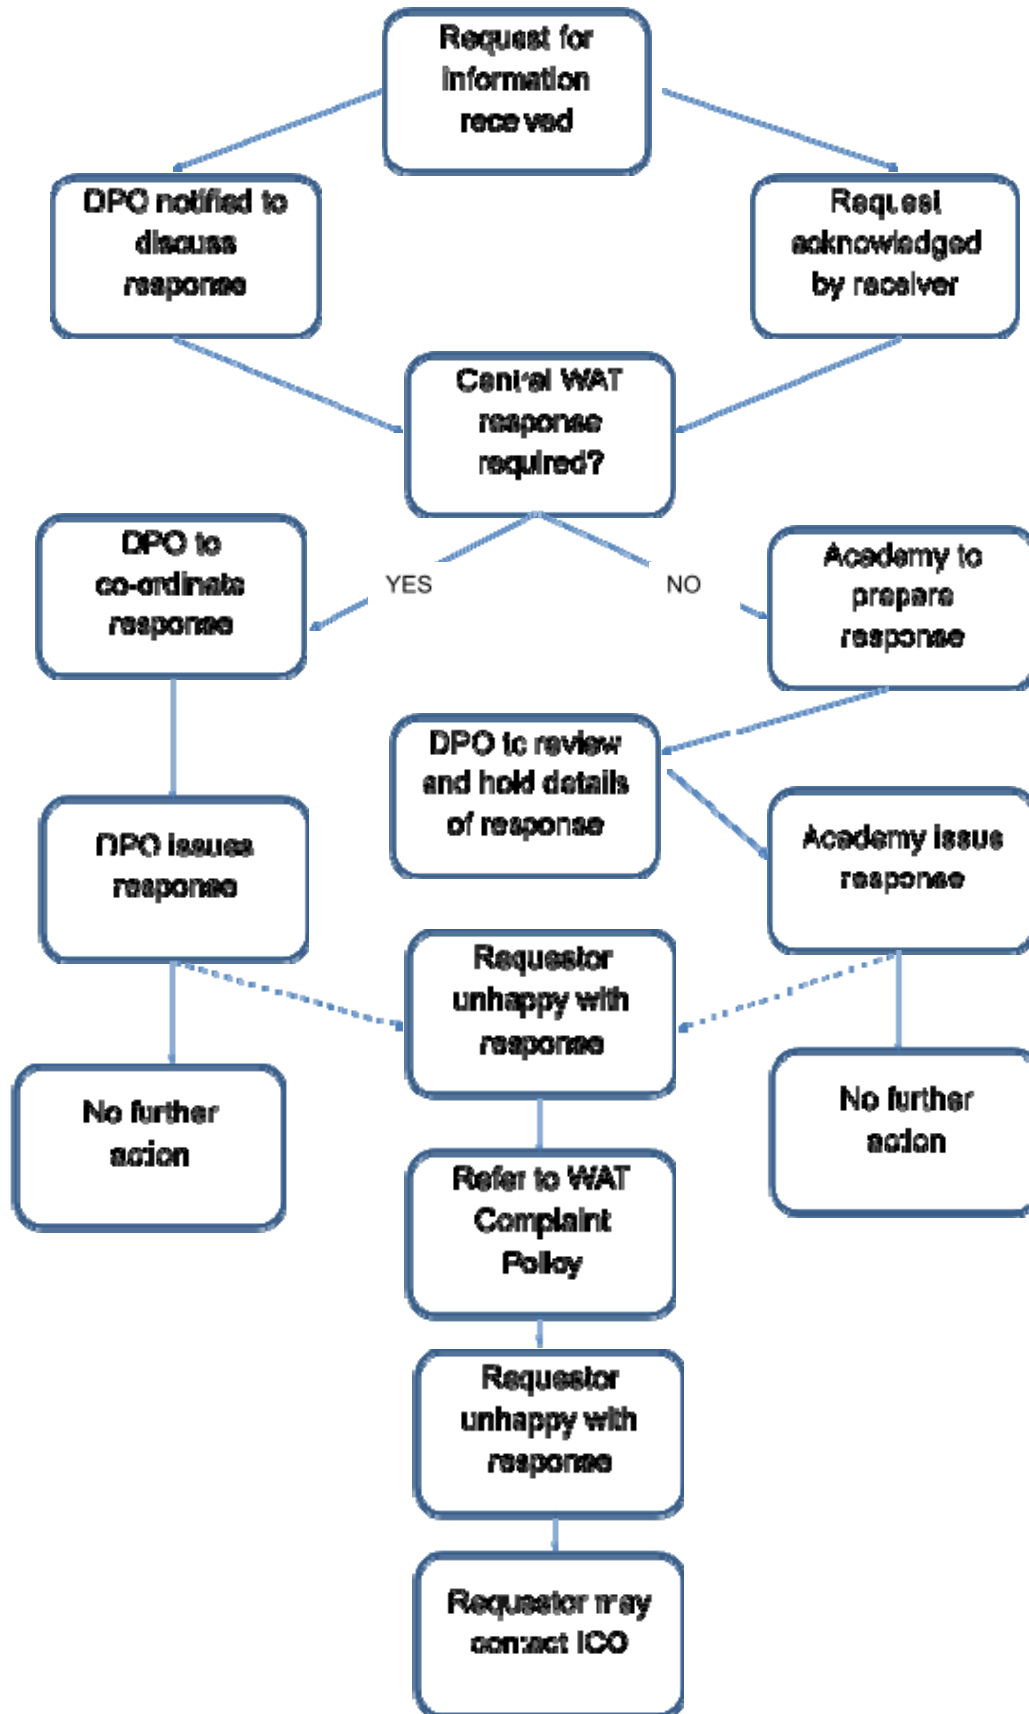 Request for
information
received
DPO notified to
discuss
response
Request
acknowledged
by receiver
Central WAT
response
required?
YES
NO
DPO to
co-ordinate
response
Academy to
prepare
response
DPO to review
and hold details
of response
DPO issues
response
Academy issue
response
Requestor
unhappy with
response
No further
action
No further
action
Refer to WAT
Complaint
Policy
Requestor
unhappy with
response
Requestor may
contact ICO